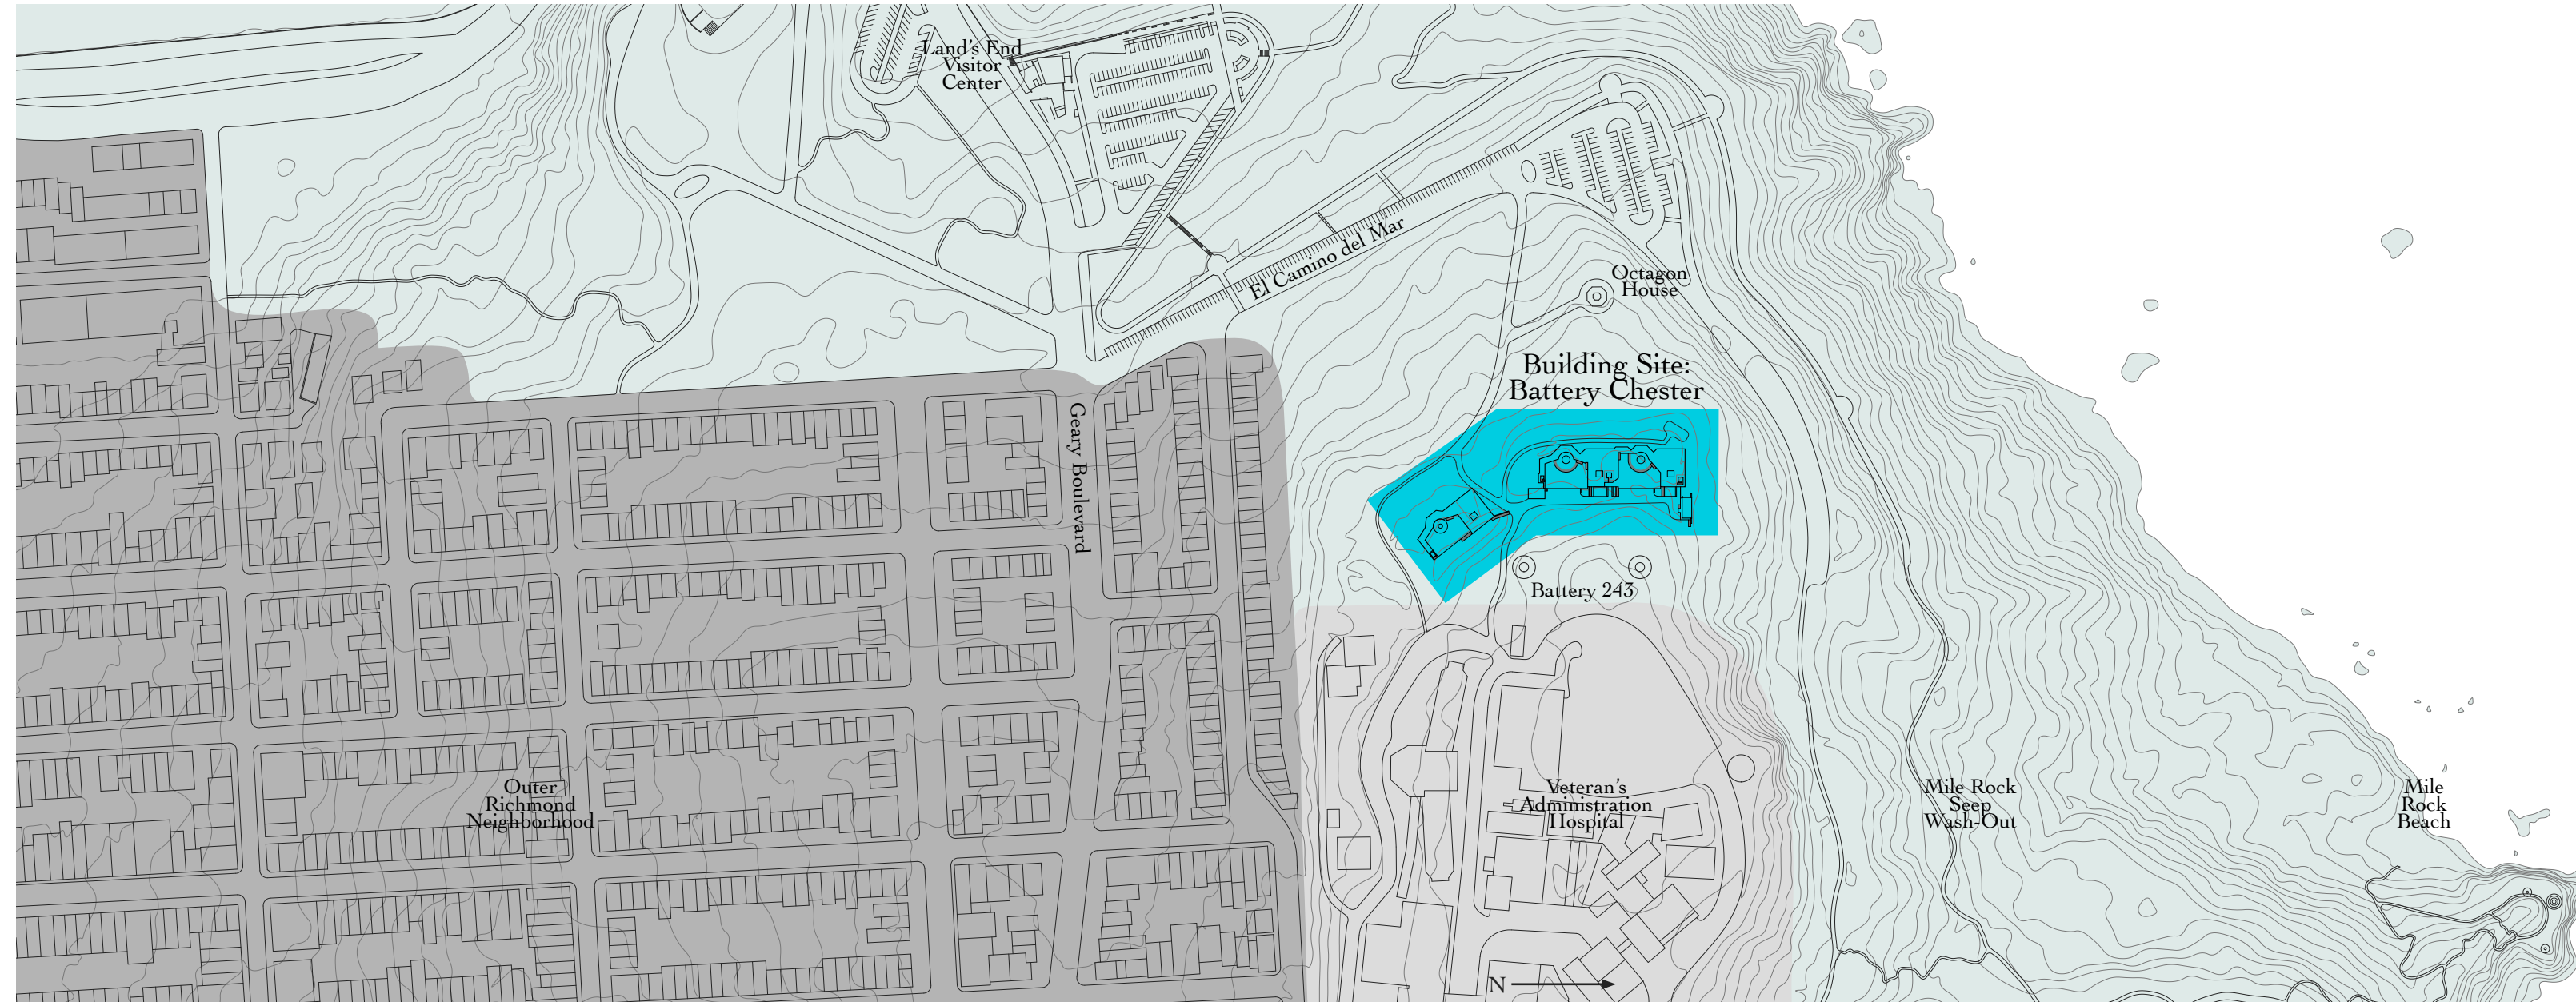 Land's End
Visitor
Center
El Camino del Mar
Octagon
House
Building Site:
Battery Chester
Geary Boulevard
Battery 243
Outer
Richmond
Neighborhood
Veteran's
Administration
Hospital
Mile Rock
Seep
Wash-Out
Mile
Rock
Beach
N